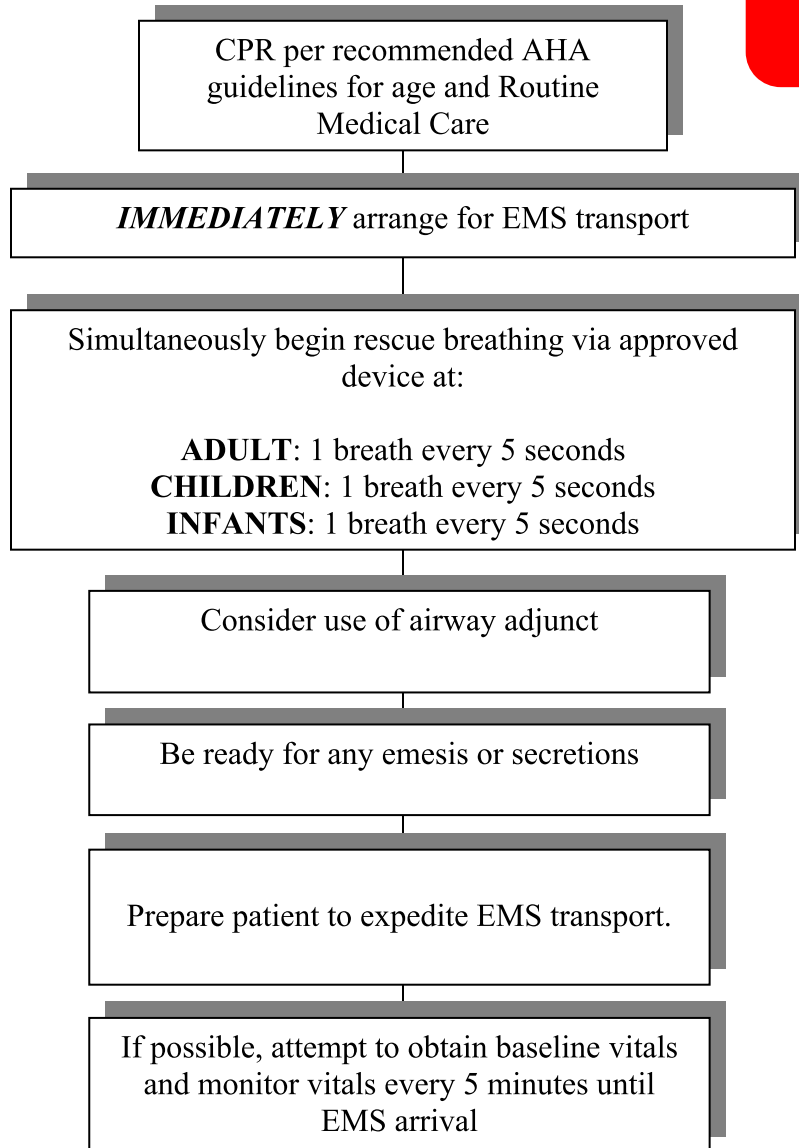 CPR per recommended AHA
guidelines for age and Routine
Medical Care
IMMEDIATELY arrange for EMS transport
Simultaneously begin rescue breathing via approved
device at:
ADULT: 1 breath every 5 seconds
CHILDREN: 1 breath every 5 seconds
INFANTS: 1 breath every 5 seconds
Consider use of airway adjunct
Be ready for any emesis or secretions
Prepare patient to expedite EMS transport.
If possible, attempt to obtain baseline vitals
and monitor vitals every 5 minutes until
EMS arrival